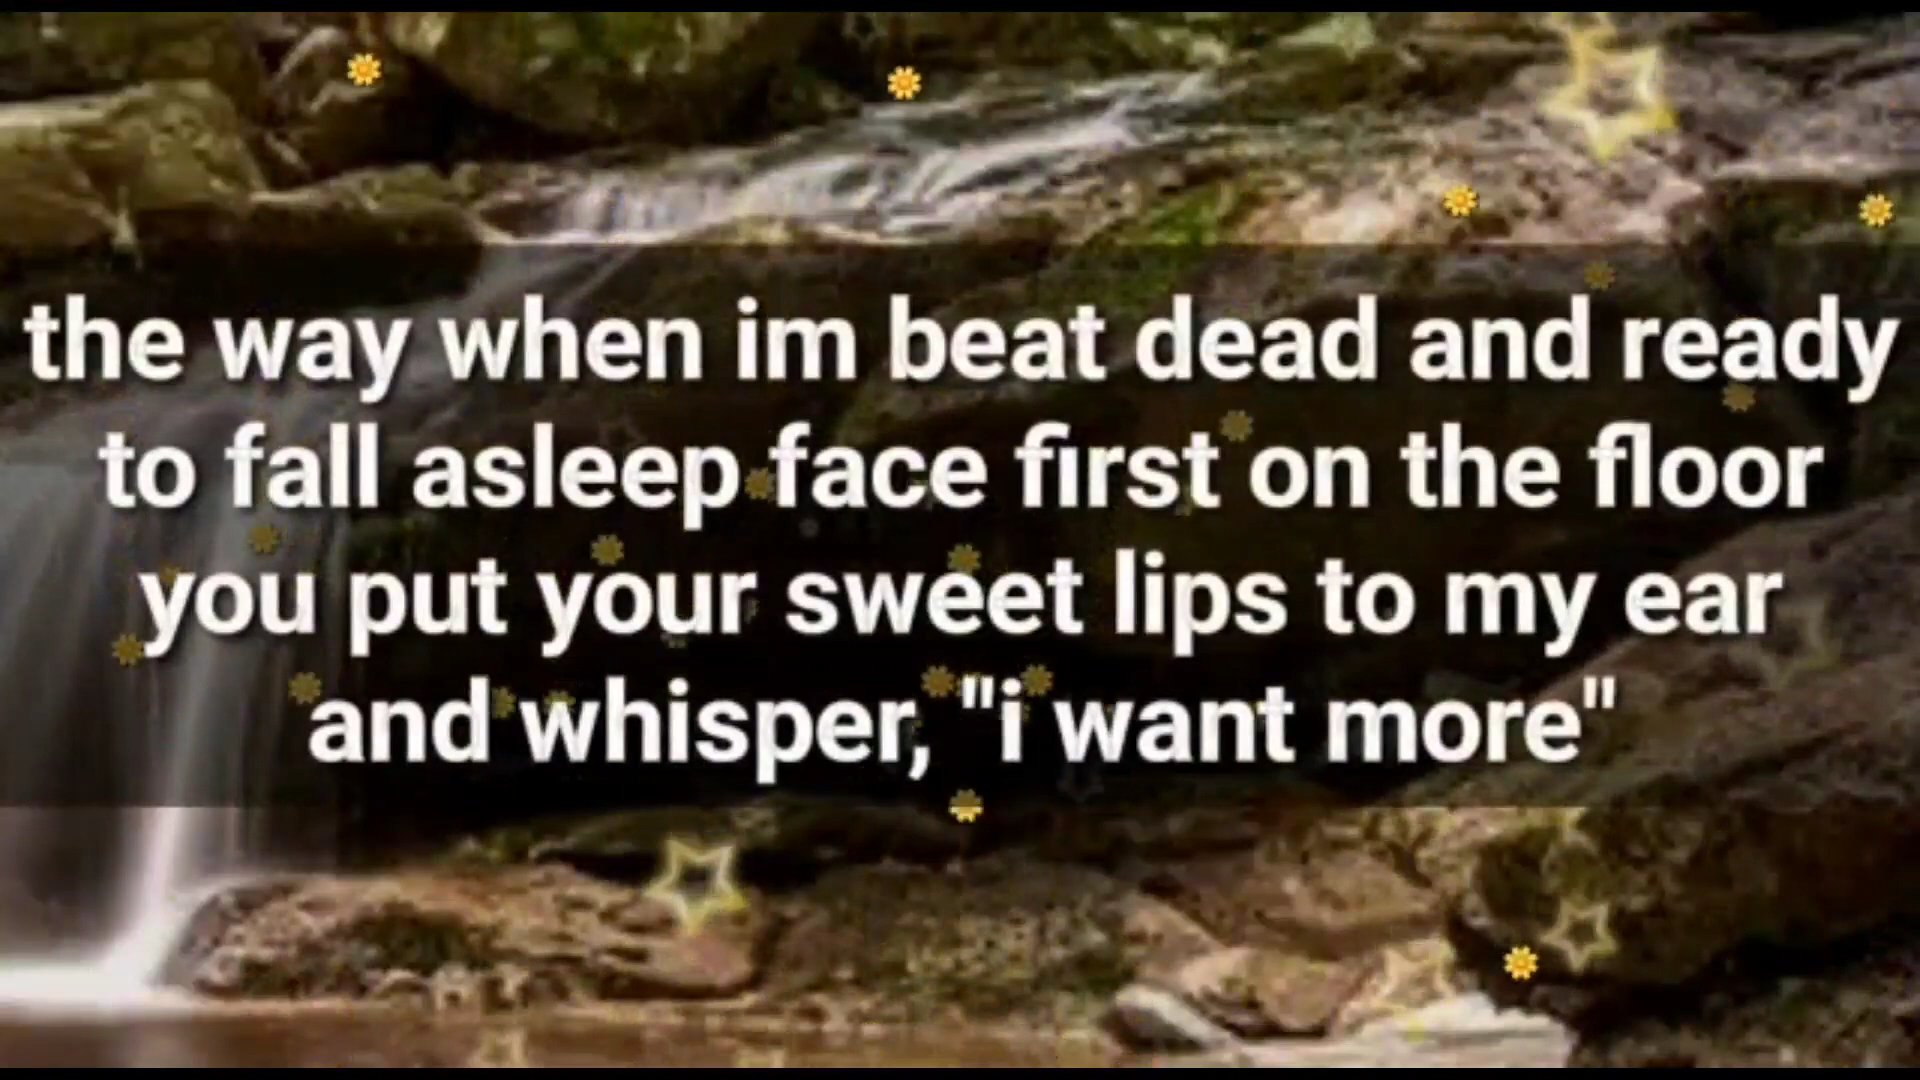 the way when im beat dead and ready
to fall asleep face first on the floor
you put your sweet lips to my ear
and whisper, "i want more"